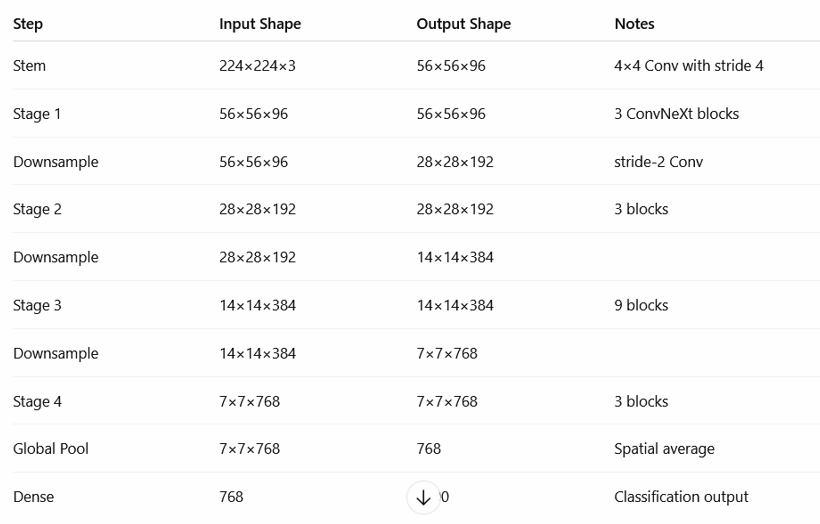 Step Input Shape Output Shape Notes
Stem 224×224×3 56×56×96 4×4 Conv with stride 4
Stage 1 56×56×96 56×56×96 3 ConvNeXt blocks
Downsample 56×56×96 28×28×192 stride-2 Conv
Stage 2 28×28×192 28×28×192 3 blocks
Downsample 28×28×192 14×14×384
Stage 3 14×14×384 14×14×384 9 blocks
Downsample 14×14×384 7×7×768
Stage 4 7×7×768 7×7×768 3 blocks
Global Pool 7×7×768 768 Spatial average
Dense 768 Classification output